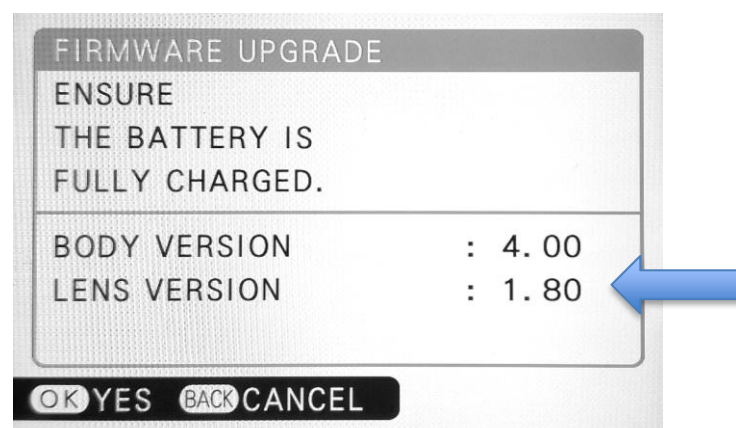 FIRMWARE UPGRADE
ENSURE
THE BATTERY IS
FULLY CHARGED.
BODY VERSION : 4.00
LENS VERSION : 1.80
OK YES BACK CANCEL